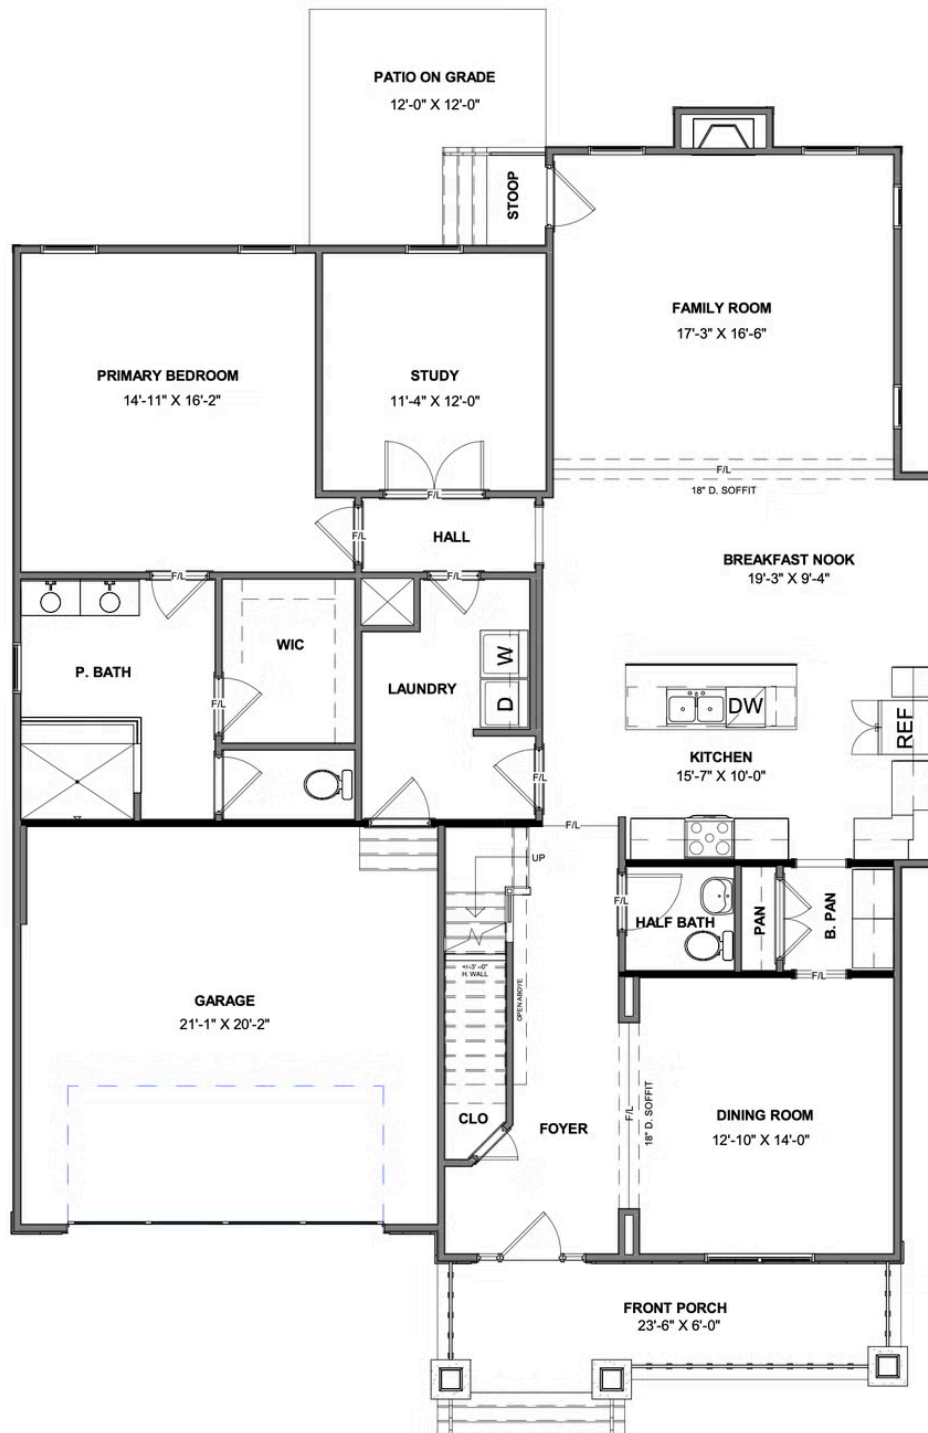 PATIO ON GRADE
12'-0" X 12'-0"
STOOP
FAMILY ROOM
17'-3" X 16'-6"
PRIMARY BEDROOM
14'-11" X 16'-2"
STUDY
11'-4" X 12'-0"
F/L
18" D. SOFFIT
F/L
F/L
HALL
BREAKFAST NOOK
19'-3" X 9'-4"
F/L
F/L
WIC
P. BATH
LAUNDRY
W
D
F/L
DW
REF
KITCHEN
15'-7" X 10'-0"
F/L
F/L
UP
F/L
HALF BATH
PAN
B. PAN
+/-3'-0"
H. WALL
F/L
OPEN ABOVE
GARAGE
21'-1" X 20'-2"
F/L
18" D. SOFFIT
CLO
FOYER
DINING ROOM
12'-10" X 14'-0"
FRONT PORCH
23'-6" X 6'-0"